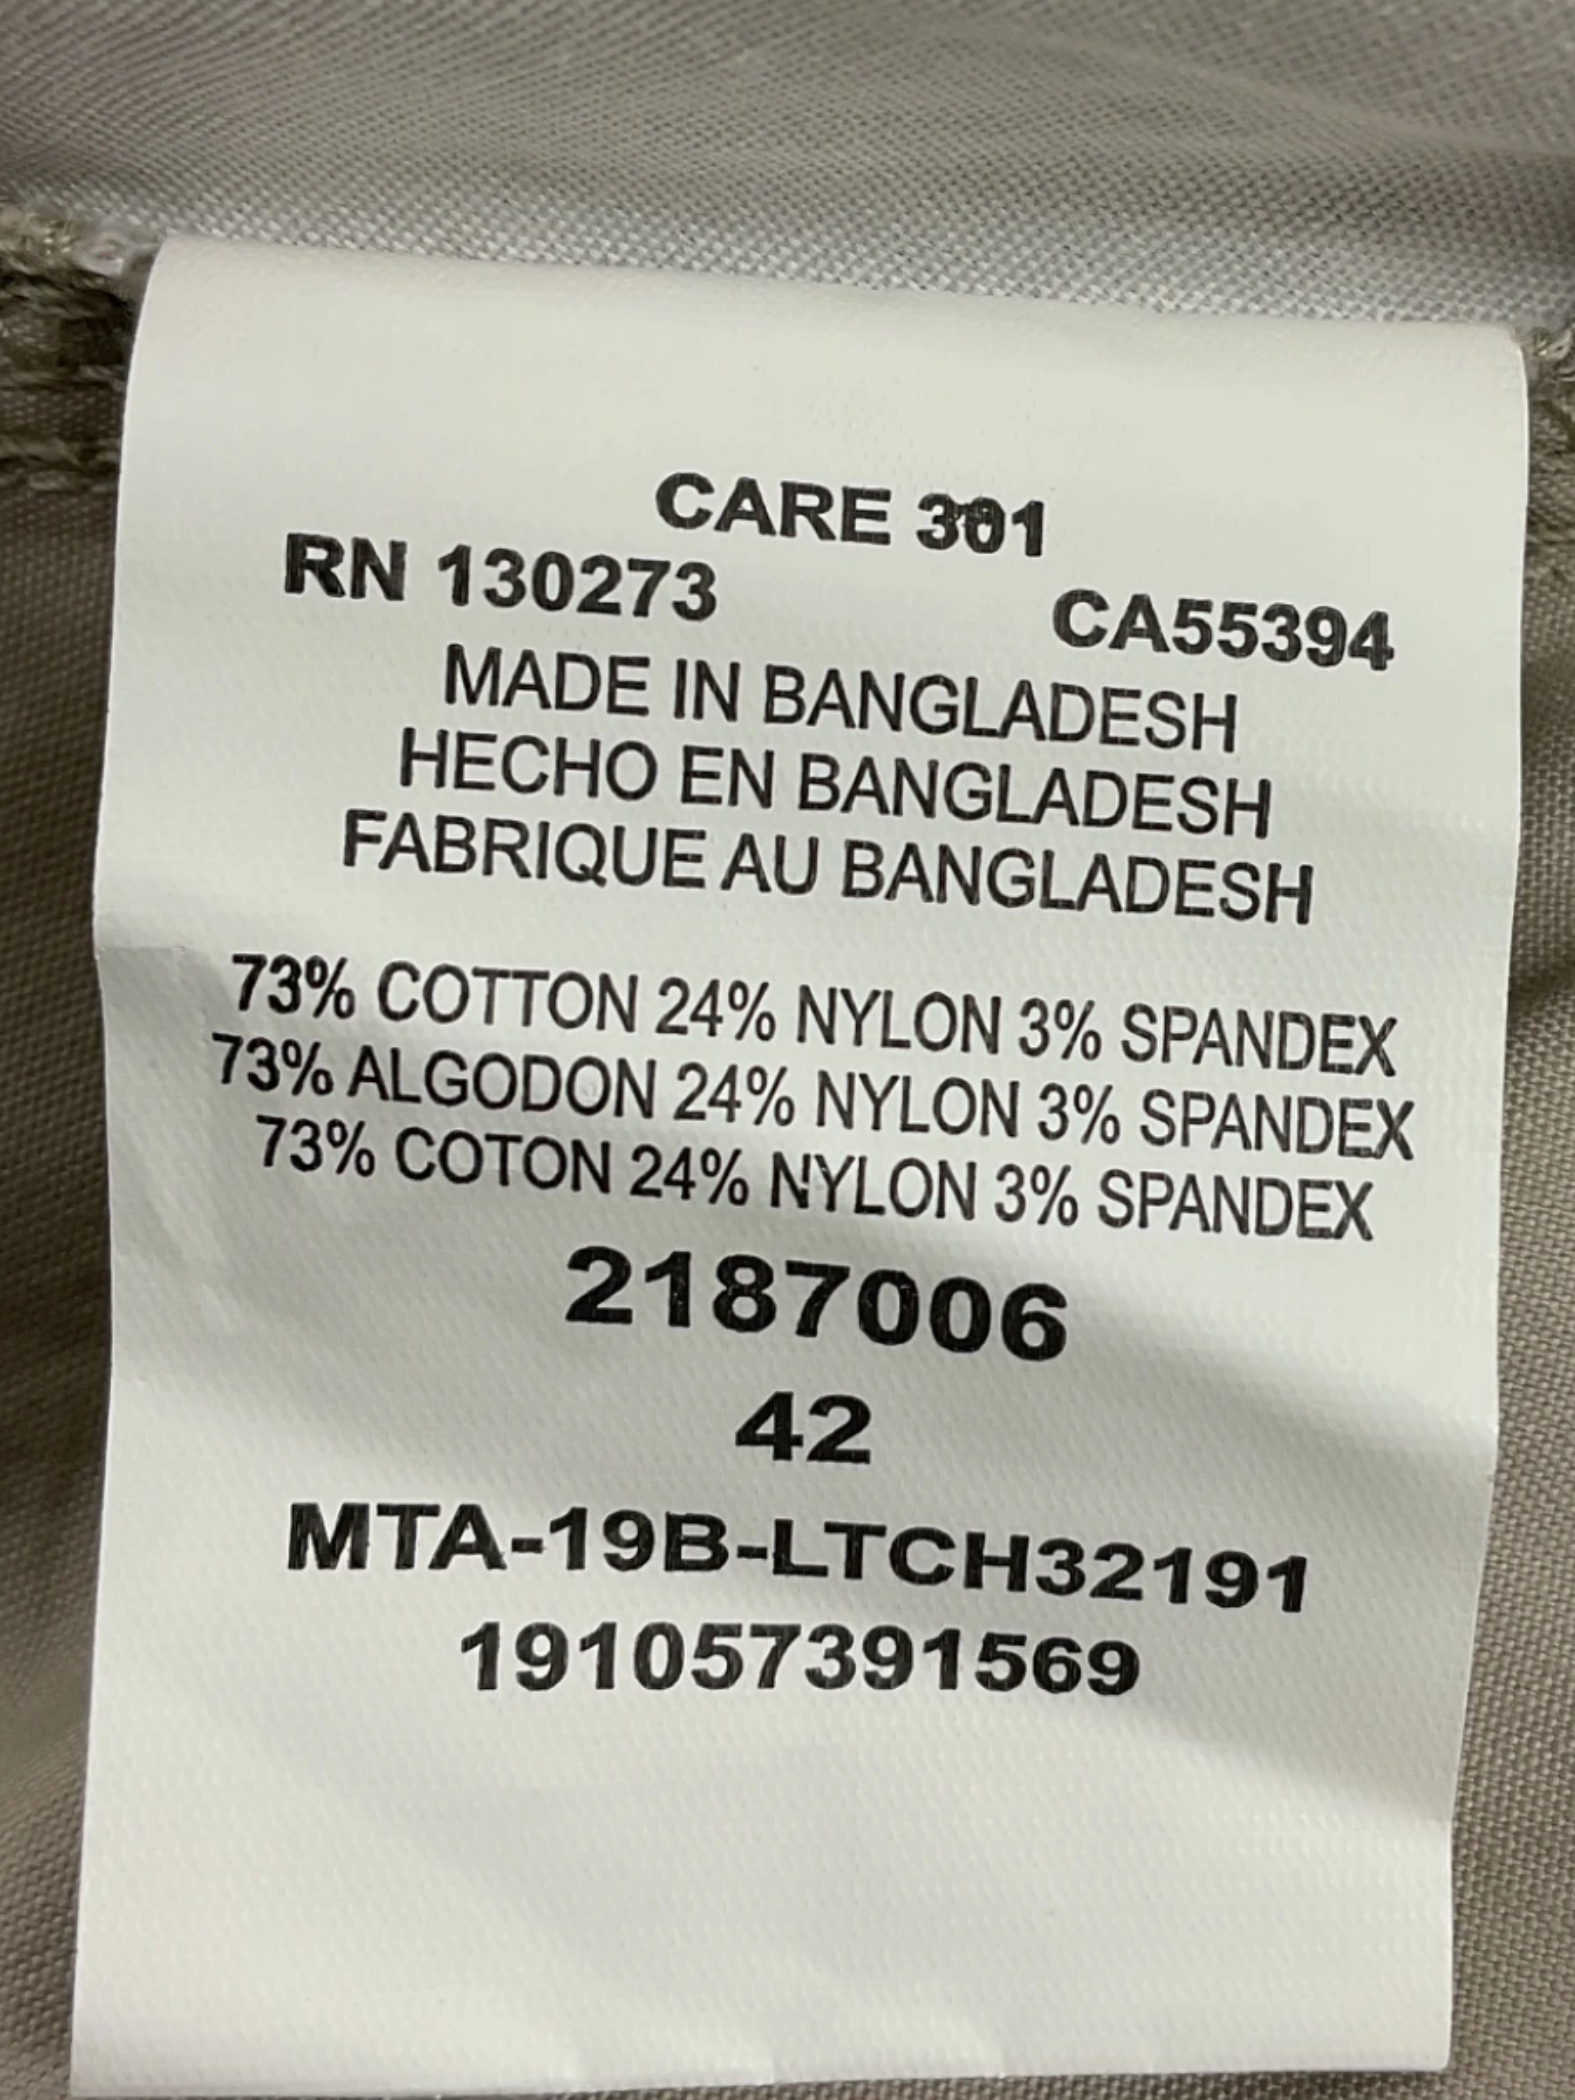 CARE 301
RN 130273 CA55394
MADE IN BANGLADESH
HECHO EN BANGLADESH
FABRIQUE AU BANGLADESH
73% COTTON 24% NYLON 3% SPANDEX
73% ALGODON 24% NYLON 3% SPANDEX
73% COTON 24% NYLON 3% SPANDEX
2187006
42
MTA-19B-LTCH32191
191057391569